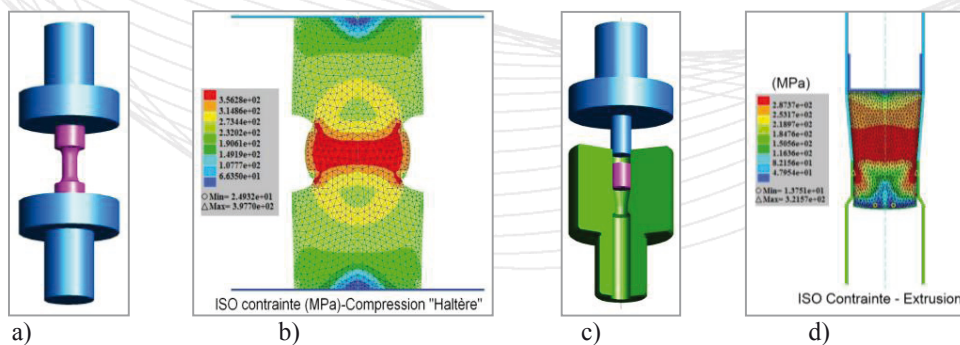 3.5628e+02
3.1486e+02
2.7344e+02
2.3202e+02
1.9061e+02
1.4919e+02
1.0777e+02
6.6350e+01
Min= 2.4932e+01
Max= 3.9770e+02
ISO contrainte (MPa)-Compression "Haltère"
(MPa)
2.8737e+02
2.5317e+02
2.1897e+02
1.8476e+02
1.5056e+02
1.1636e+02
8.2156e+01
4.7954e+01
Min= 1.3751e+01
Max= 3.2157e+02
ISO Contrainte - Extrusion
a) b) c) d)